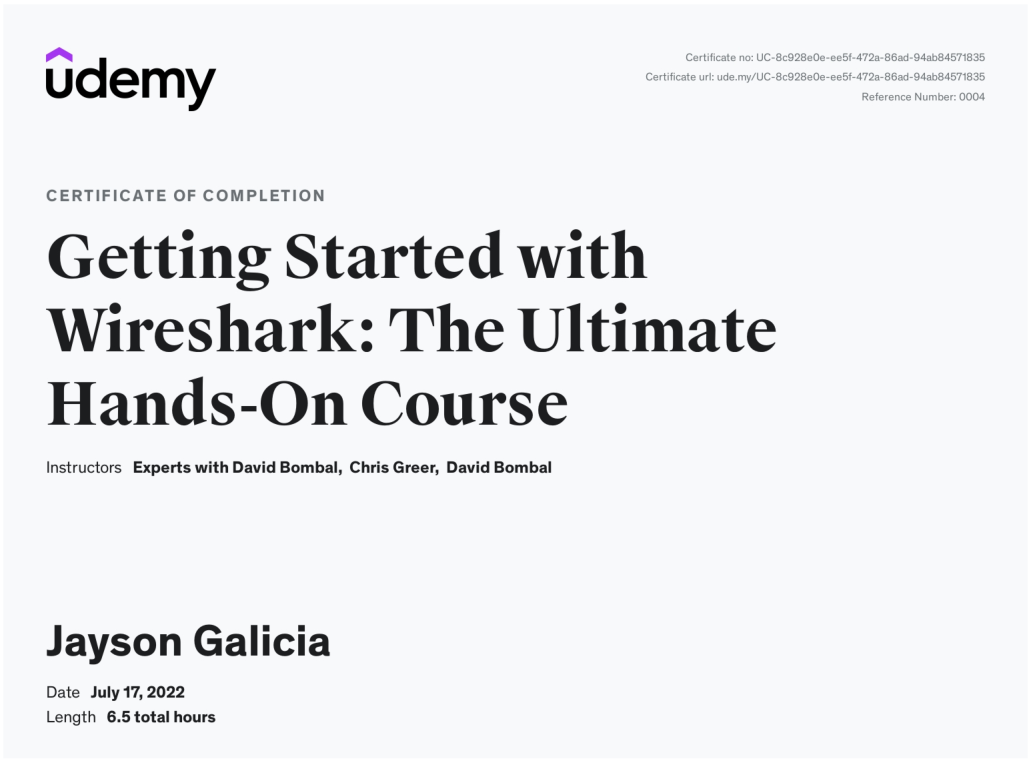 udemy
Certificate no: UC-8c928e0e-ee5f-472a-86ad-94ab84571835
Certificate url: ude.my/UC-8c928e0e-ee5f-472a-86ad-94ab84571835
Reference Number: 0004
CERTIFICATE OF COMPLETION
Getting Started with
Wireshark: The Ultimate
Hands-On Course
Instructors Experts with David Bombal, Chris Greer, David Bombal
Jayson Galicia
Date July 17, 2022
Length 6.5 total hours